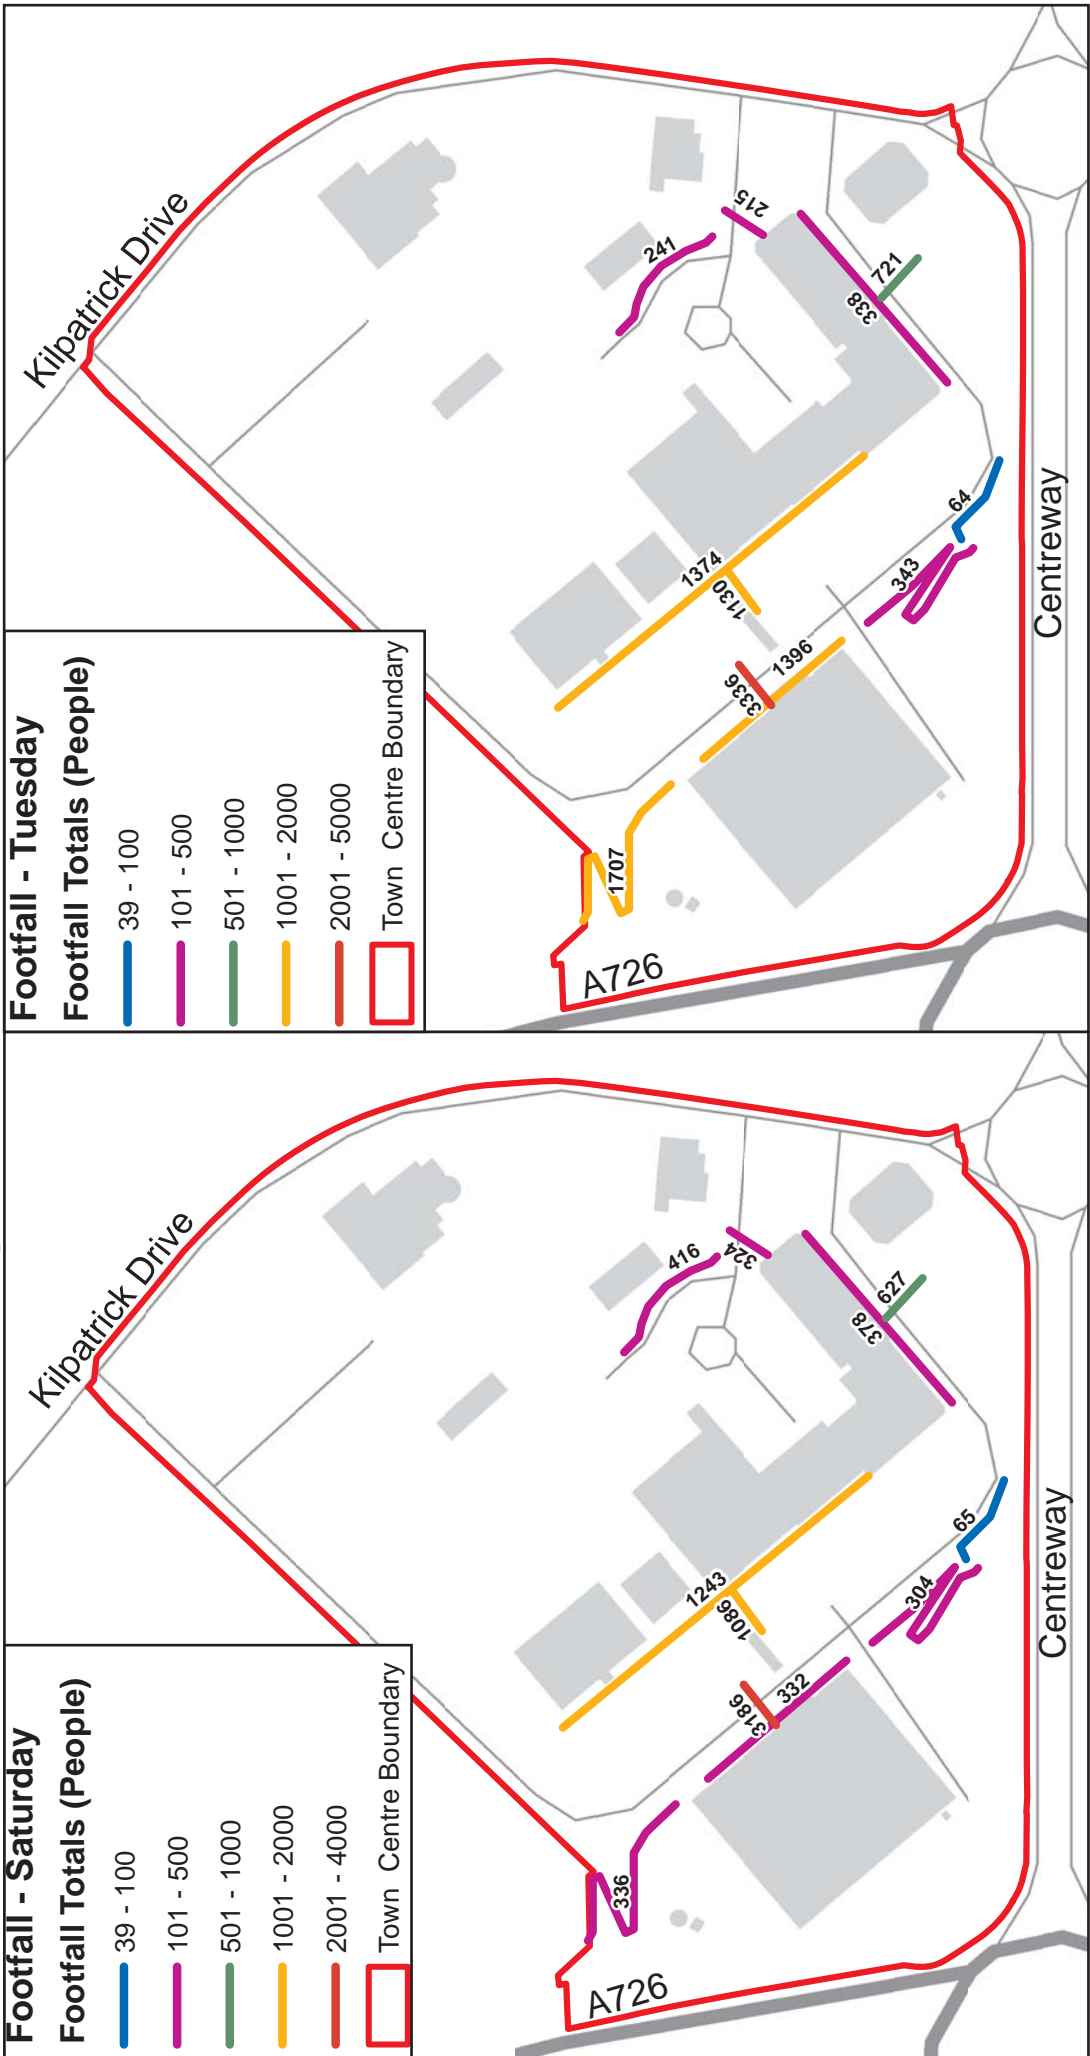 Footfall - Tuesday
Footfall Totals (People)
39 - 100
101 - 500
501 - 1000
1001 - 2000
2001 - 5000
Town Centre Boundary
Kilpatrick Drive
A726
Centreway
241
215
721
338
1374
1130
64
343
1396
3336
1707
Footfall - Saturday
Footfall Totals (People)
39 - 100
101 - 500
501 - 1000
1001 - 2000
2001 - 4000
Town Centre Boundary
Kilpatrick Drive
A726
Centreway
416
324
627
378
1243
1086
65
304
332
3186
336